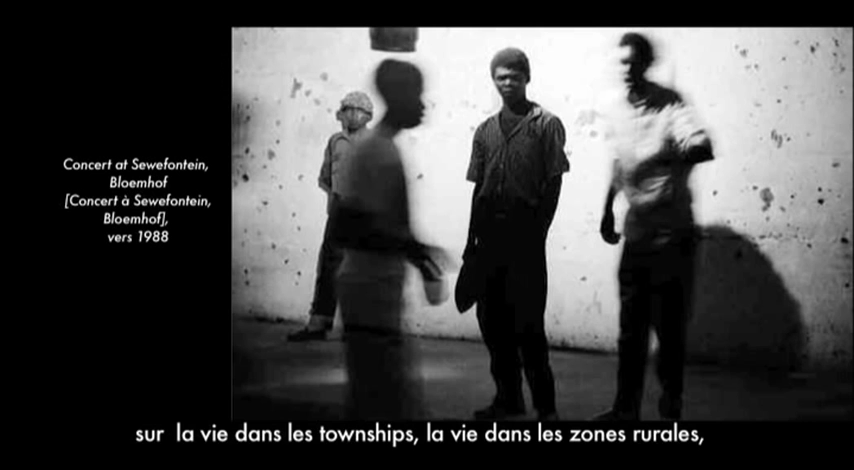 Concert at Sewefontein,
Bloemhof
[Concert à Sewefontein,
Bloemhof],
vers 1988
sur la vie dans les townships, la vie dans les zones rurales,